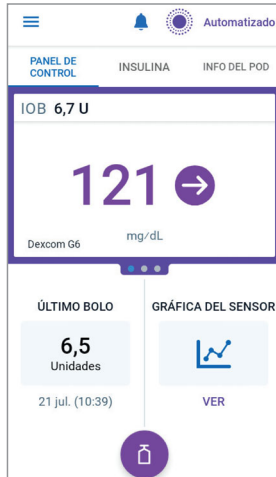 Automatizado
PANEL DE CONTROL
INSULINA
INFO DEL POD
IOB 6,7 U
121
mg/dL
Dexcom G6
ÚLTIMO BOLO
GRÁFICA DEL SENSOR
6,5
Unidades
21 jul. (10:39)
VER